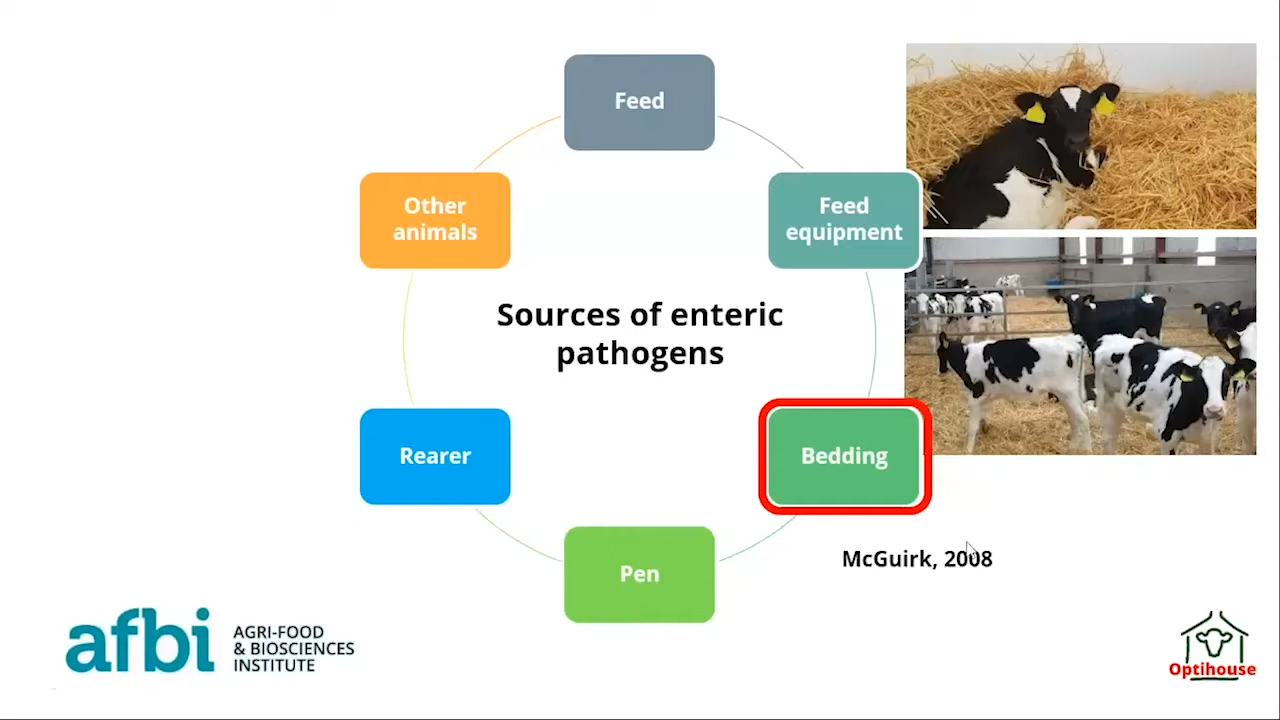 Feed
Other
animals
Feed
equipment
Sources of enteric
pathogens
Rearer
Bedding
Pen
McGuirk, 2008
afbi
AGRI-FOOD
& BIOSCIENCES
INSTITUTE
Optihouse